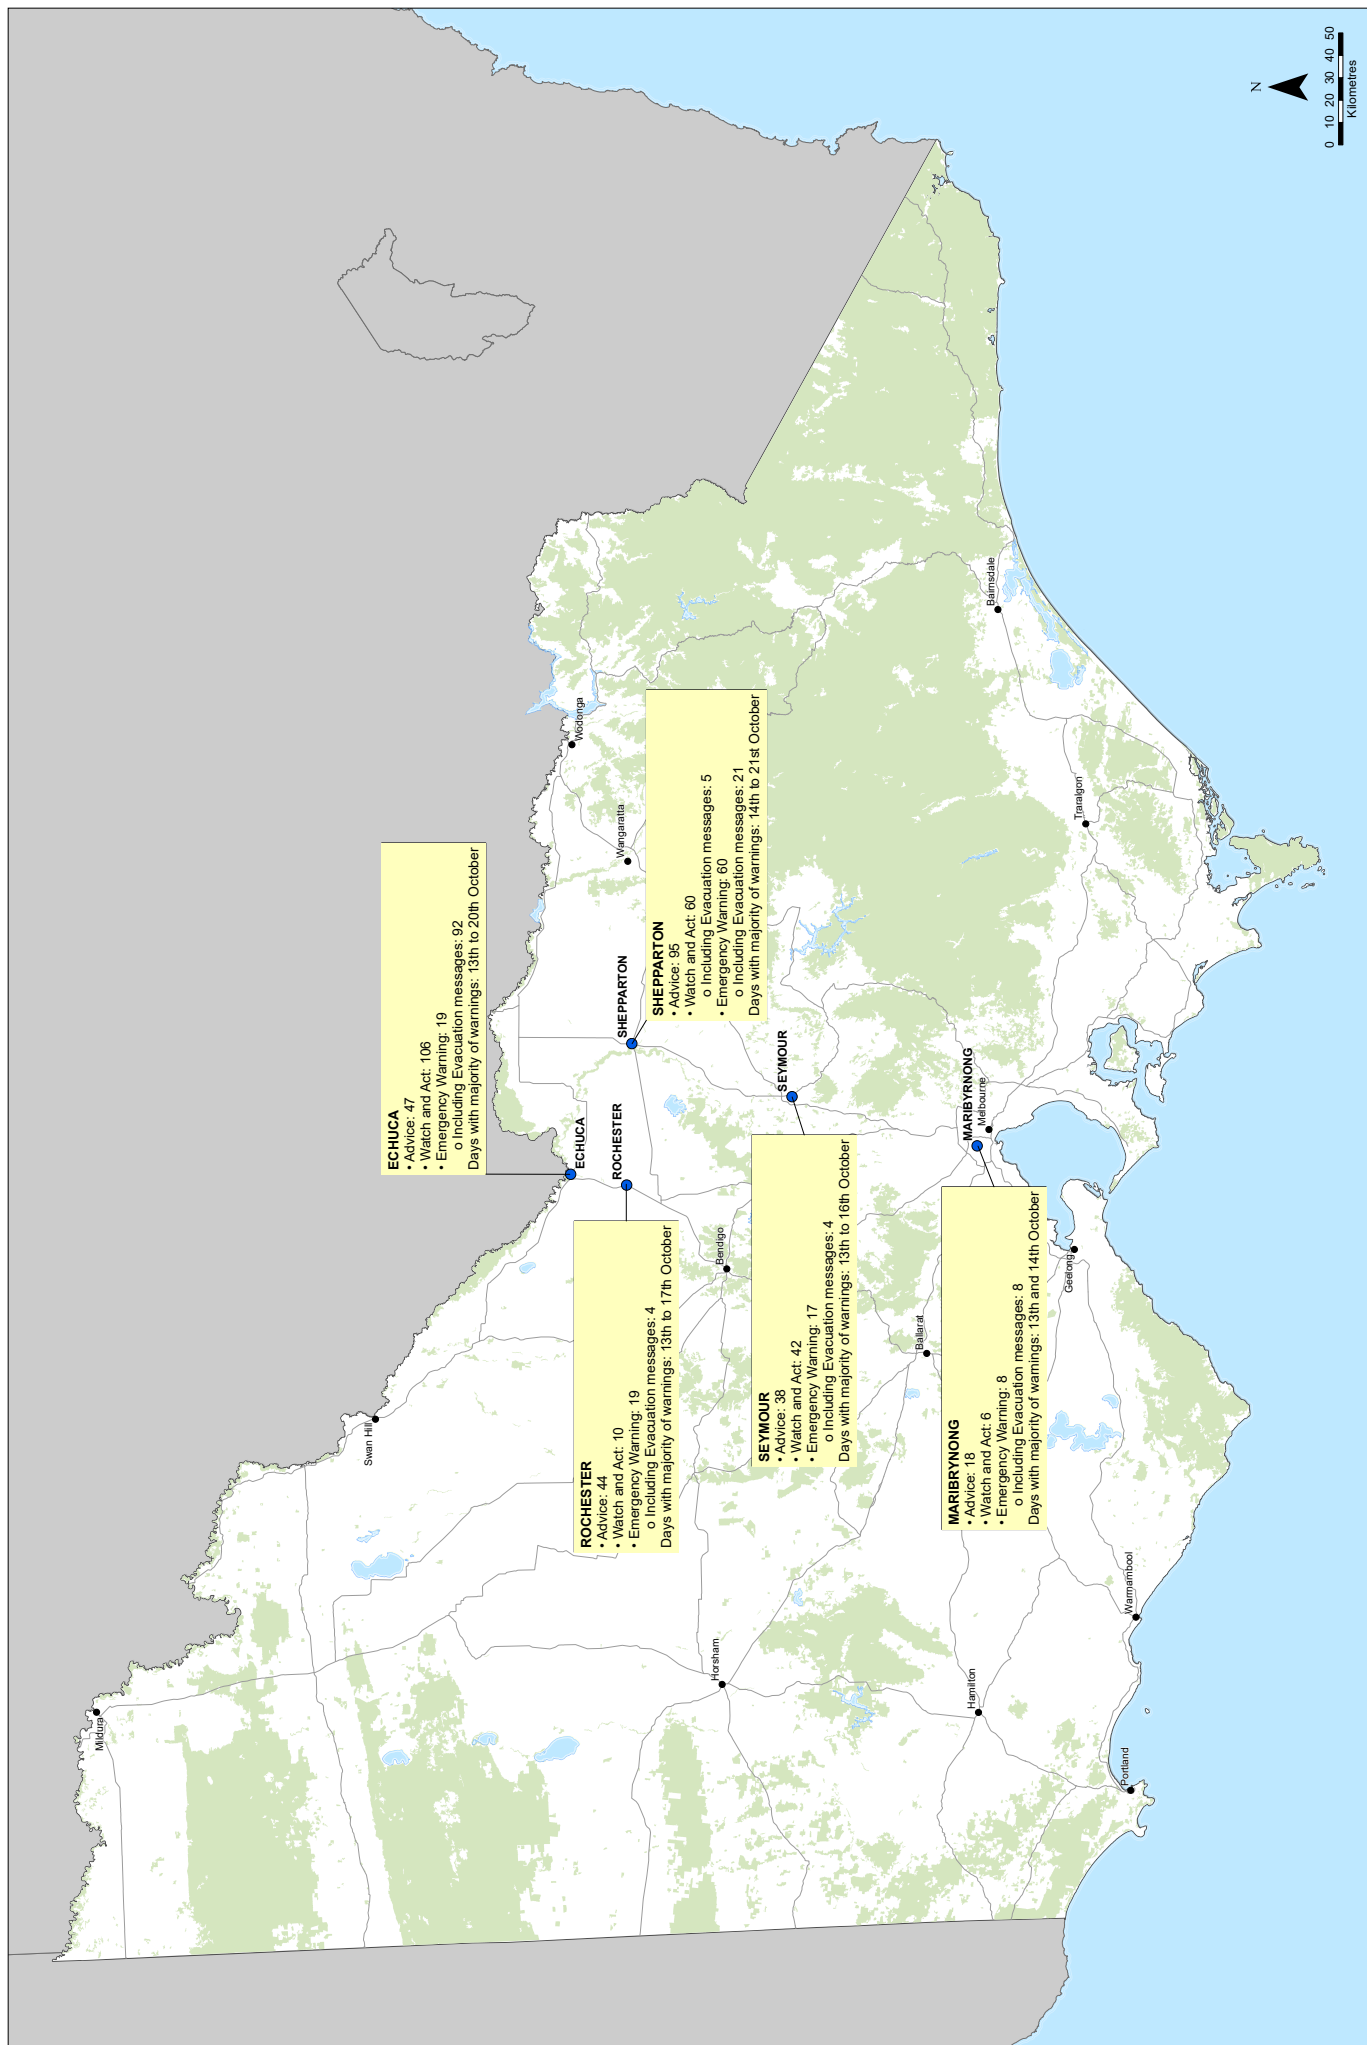 ECHUCA
• Advice: 47
• Watch and Act: 106
• Emergency Warning: 19
o Including Evacuation messages: 92
Days with majority of warnings: 13th to 20th October
SHEPPARTON
• Advice: 95
• Watch and Act: 60
o Including Evacuation messages: 5
• Emergency Warning: 60
o Including Evacuation messages: 21
Days with majority of warnings: 14th to 21st October
ROCHESTER
• Advice: 44
• Watch and Act: 10
• Emergency Warning: 19
o Including Evacuation messages: 4
Days with majority of warnings: 13th to 17th October
SEYMOUR
• Advice: 38
• Watch and Act: 42
• Emergency Warning: 17
o Including Evacuation messages: 4
Days with majority of warnings: 13th to 16th October
MARIBRYNONG
• Advice: 18
• Watch and Act: 6
• Emergency Warning: 8
o Including Evacuation messages: 8
Days with majority of warnings: 13th and 14th October
Mildura
Swan Hill
ECHUCA
ROCHESTER
SHEPPARTON
Wangaratta
Wodonga
Horsham
Bendigo
SEYMOUR
Ballarat
Hamilton
MARIBYRNONG
Melbourne
Bairnsdale
Geelong
Traralgon
Portland
Warrnambool
N
0 10 20 30 40 50
Kilometres